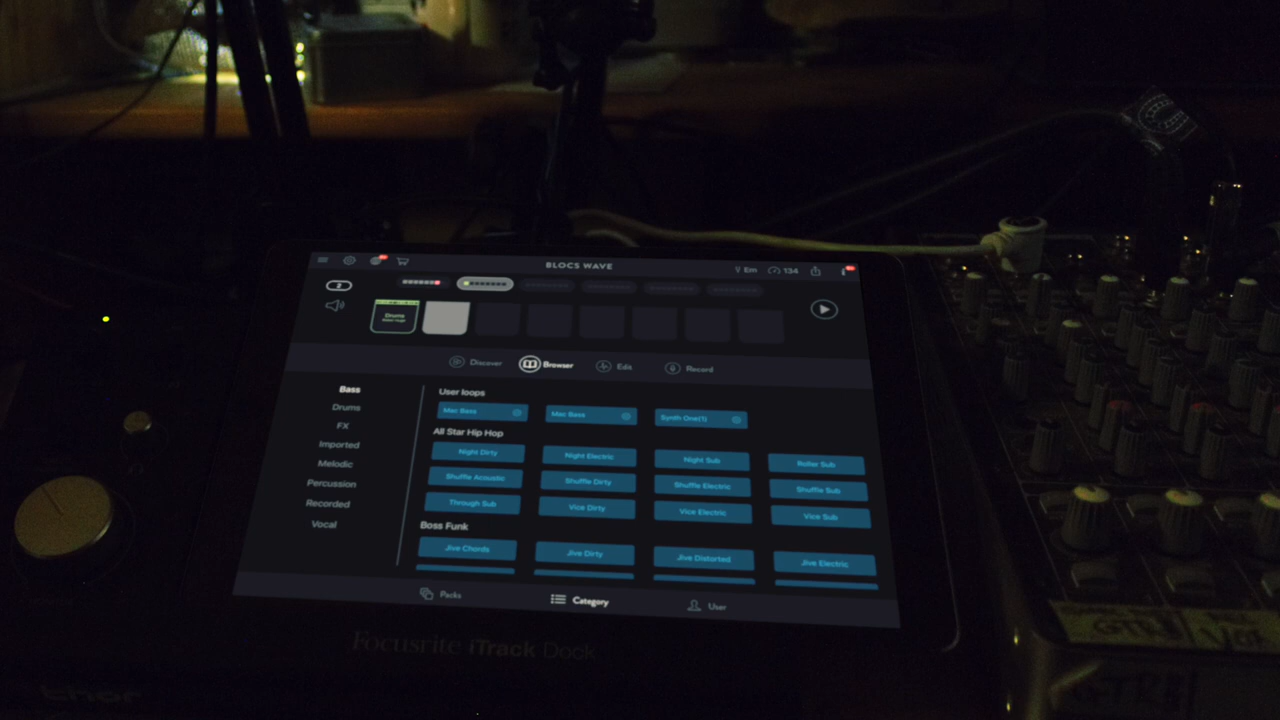 BLOCS WAVE
Em
134
2
Drums
Discover
Browser
Edit
Record
Bass
Drums
FX
Imported
Melodic
Percussion
Recorded
Vocal
User loops
Mac Bass Mac Bass Synth One(1)
All Star Hip Hop
Night Dirty Night Electric Night Sub Roller Sub
Shuffle Acoustic Shuffle Dirty Shuffle Electric Shuffle Sub
Through Sub Vice Dirty Vice Electric Vice Sub
Boss Funk
Jive Chords Jive Dirty Jive Distorted Jive Electric
Packs
Category
User
Focusrite iTrack Dock
thor
GTR